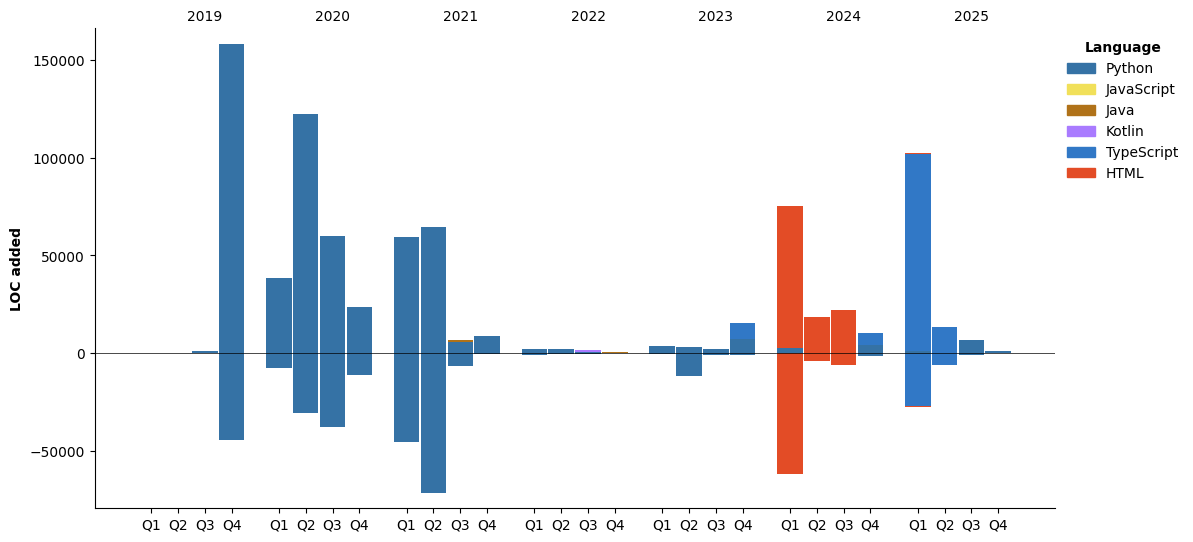 2019 2020 2021 2022 2023 2024 2025
Language
Python
JavaScript
Java
Kotlin
TypeScript
HTML
LOC added
150000
100000
50000
0
−50000
Q1 Q2 Q3 Q4 Q1 Q2 Q3 Q4 Q1 Q2 Q3 Q4 Q1 Q2 Q3 Q4 Q1 Q2 Q3 Q4 Q1 Q2 Q3 Q4 Q1 Q2 Q3 Q4